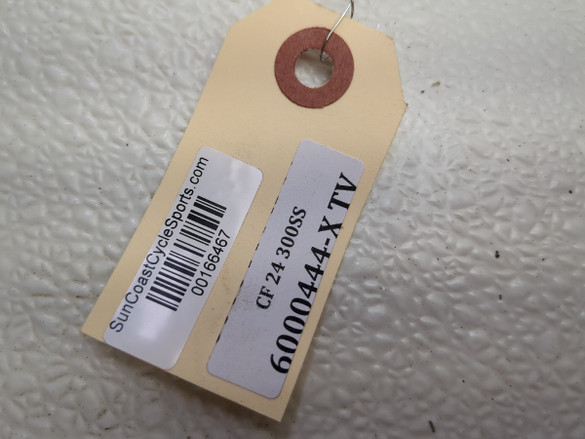 SunCoastCycleSports.com
00166467
CF 24 300SS
6000444-X TV